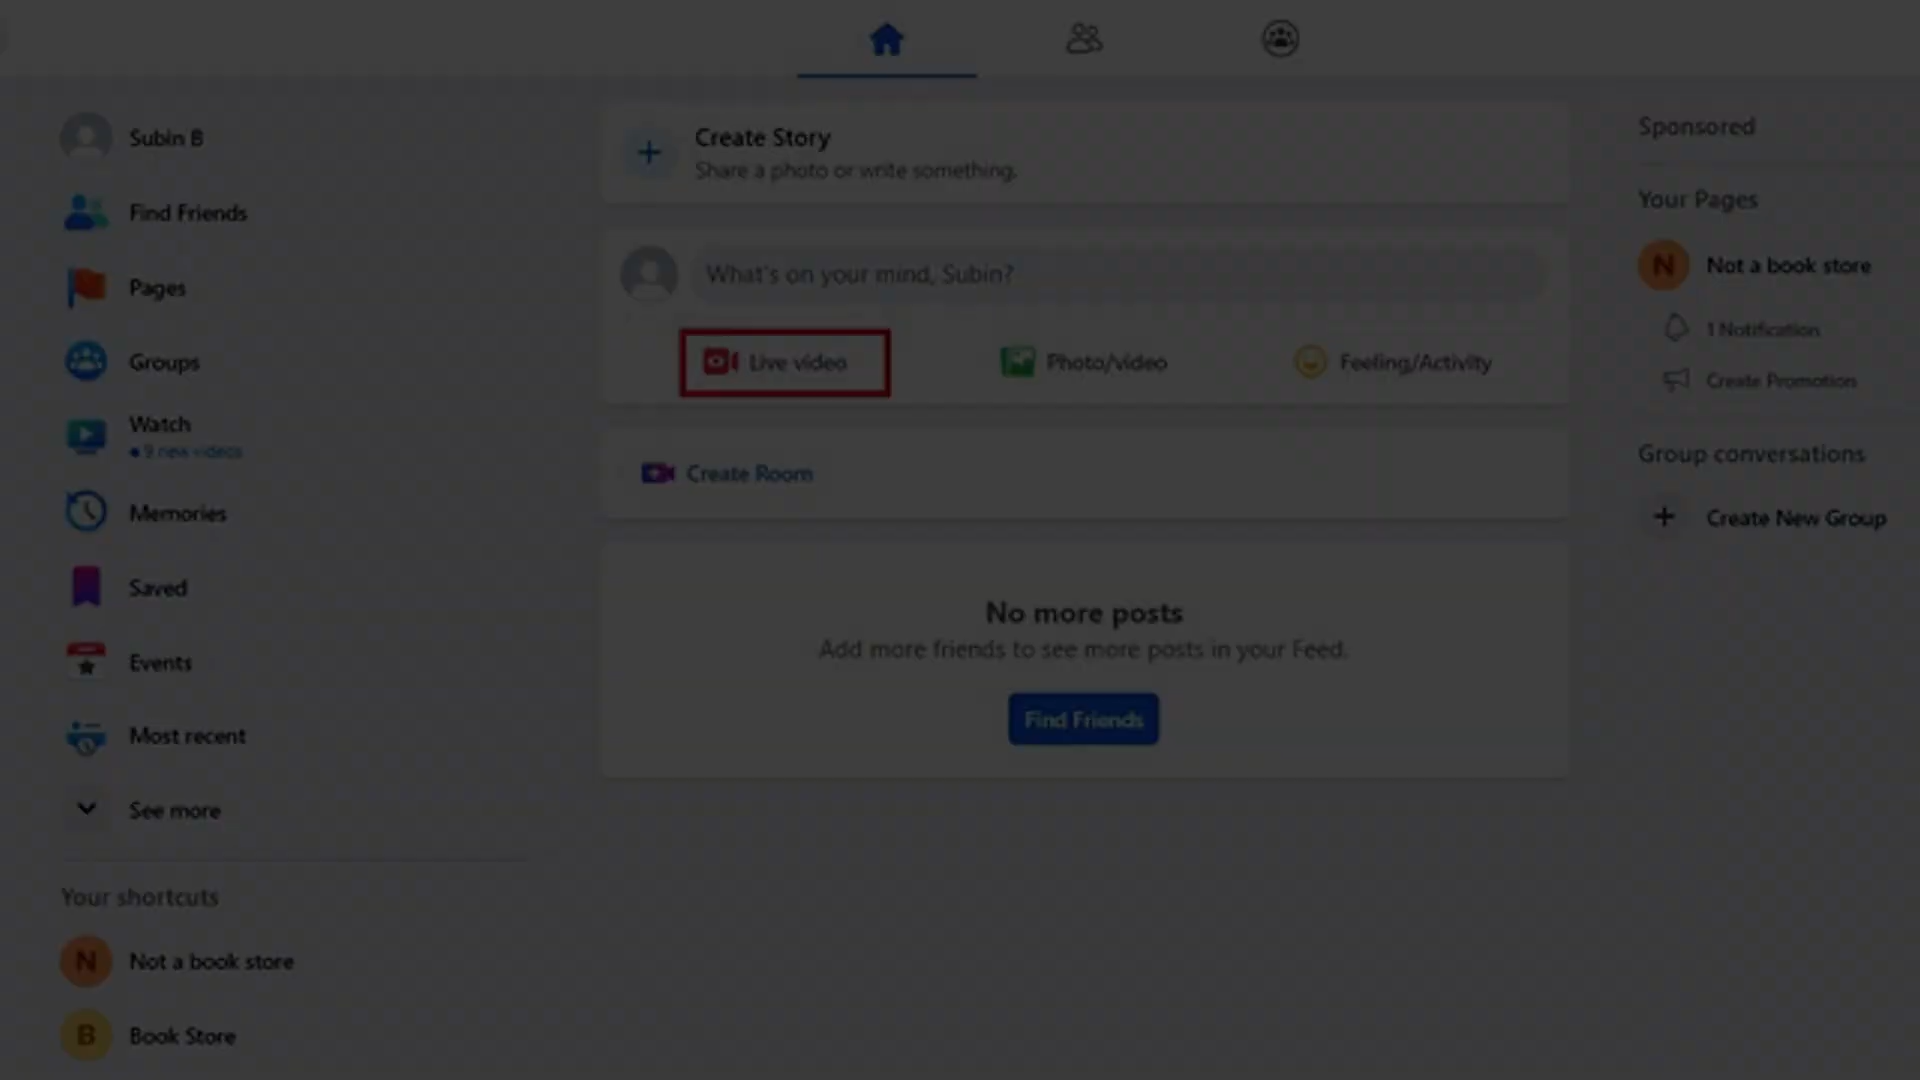 Subin B
Find Friends
Pages
Groups
Watch
9 new videos
Memories
Saved
Events
Most recent
See more
Your shortcuts
N
Not a book store
B
Book Store
Create Story
Share a photo or write something.
What's on your mind, Subin?
Live video
Photo/video
Feeling/Activity
Create Room
No more posts
Add more friends to see more posts in your Feed.
Find Friends
Sponsored
Your Pages
N
Not a book store
1 Notification
Create Promotion
Group conversations
Create New Group